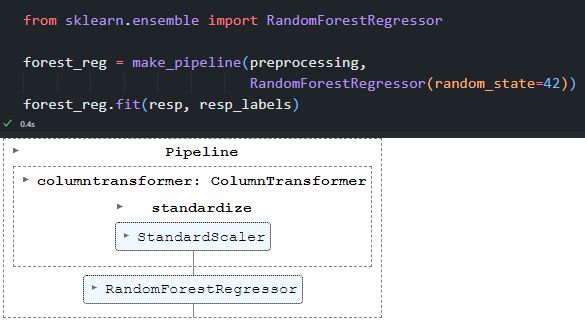 from sklearn.ensemble import RandomForestRegressor
forest_reg = make_pipeline(preprocessing,
RandomForestRegressor(random_state=42))
forest_reg.fit(resp, resp_labels)
✓ 0.4s
▸ Pipeline
▸ columntransformer: ColumnTransformer
▸ standardize
▸ StandardScaler
▸ RandomForestRegressor